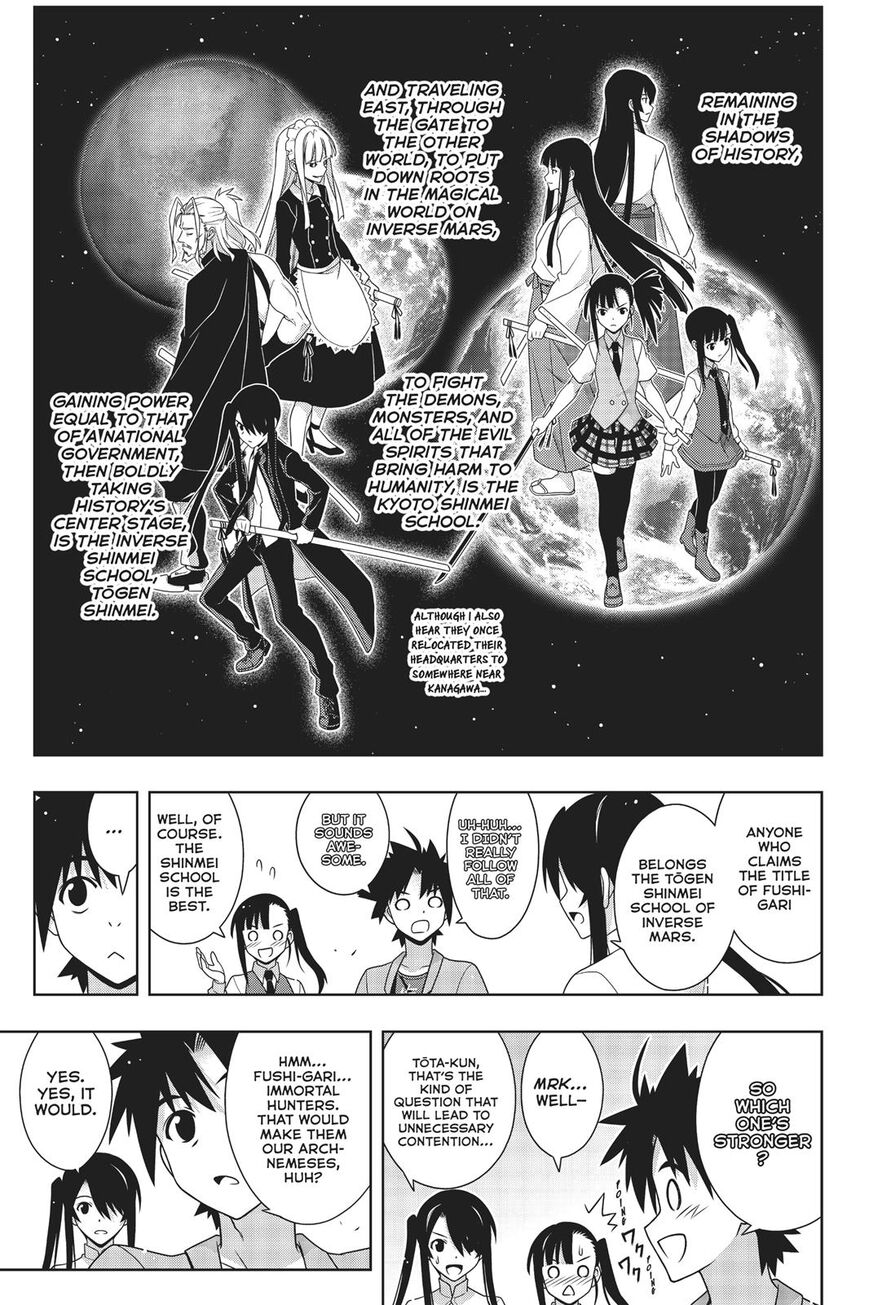 REMAINING
IN THE
SHADOWS
OF HISTORY,
TO FIGHT
THE DEMONS,
MONSTERS, AND
ALL OF THE EVIL
SPIRITS THAT
BRING HARM TO
HUMANITY, IS THE
KYOTO SHINMEI
SCHOOL.
ALTHOUGH I ALSO
HEAR THEY ONCE
RELOCATED THEIR
HEADQUARTERS TO
SOMEWHERE NEAR
KANAGAWA...
AND TRAVELING
EAST, THROUGH
THE GATE TO
THE OTHER
WORLD, TO PUT
DOWN ROOTS
IN THE MAGICAL
WORLD ON
INVERSE MARS,
GAINING POWER
EQUAL TO THAT
OF A NATIONAL
GOVERNMENT,
THEN BOLDLY
TAKING
HISTORY'S
CENTER STAGE,
IS THE INVERSE
SHINMEI
SCHOOL,
TŌGEN
SHINMEI.
ANYONE
WHO
CLAIMS
THE TITLE
OF FUSHI-
GARI
BELONGS
THE TŌGEN
SHINMEI
SCHOOL OF
INVERSE
MARS.
UH-HUH...
I DIDN'T
REALLY
FOLLOW
ALL OF
THAT.
BUT IT
SOUNDS
AWE-
SOME.
WELL, OF
COURSE.
THE
SHINMEI
SCHOOL
IS THE
BEST.
...
SO
WHICH
ONE'S
STRONGER
?
MRK...
WELL–
TŌTA-KUN,
THAT'S THE
KIND OF
QUESTION THAT
WILL LEAD TO
UNNECESSARY
CONTENTION...
POING
POING
ワク
ワク
POING
HMM...
FUSHI-GARI...
IMMORTAL
HUNTERS.
THAT WOULD
MAKE THEM
OUR ARCH-
NEMESES,
HUH?
YES.
YES, IT
WOULD.